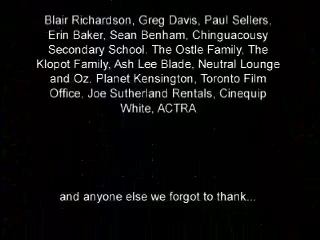 Blair Richardson, Greg Davis, Paul Sellers,
Erin Baker, Sean Benham, Chinguacousy
Secondary School. The Ostle Family. The
Klopot Family, Ash Lee Blade, Neutral Lounge
and Oz. Planet Kensington, Toronto Film
Office, Joe Sutherland Rentals, Cinequip
White, ACTRA
and anyone else we forgot to thank...